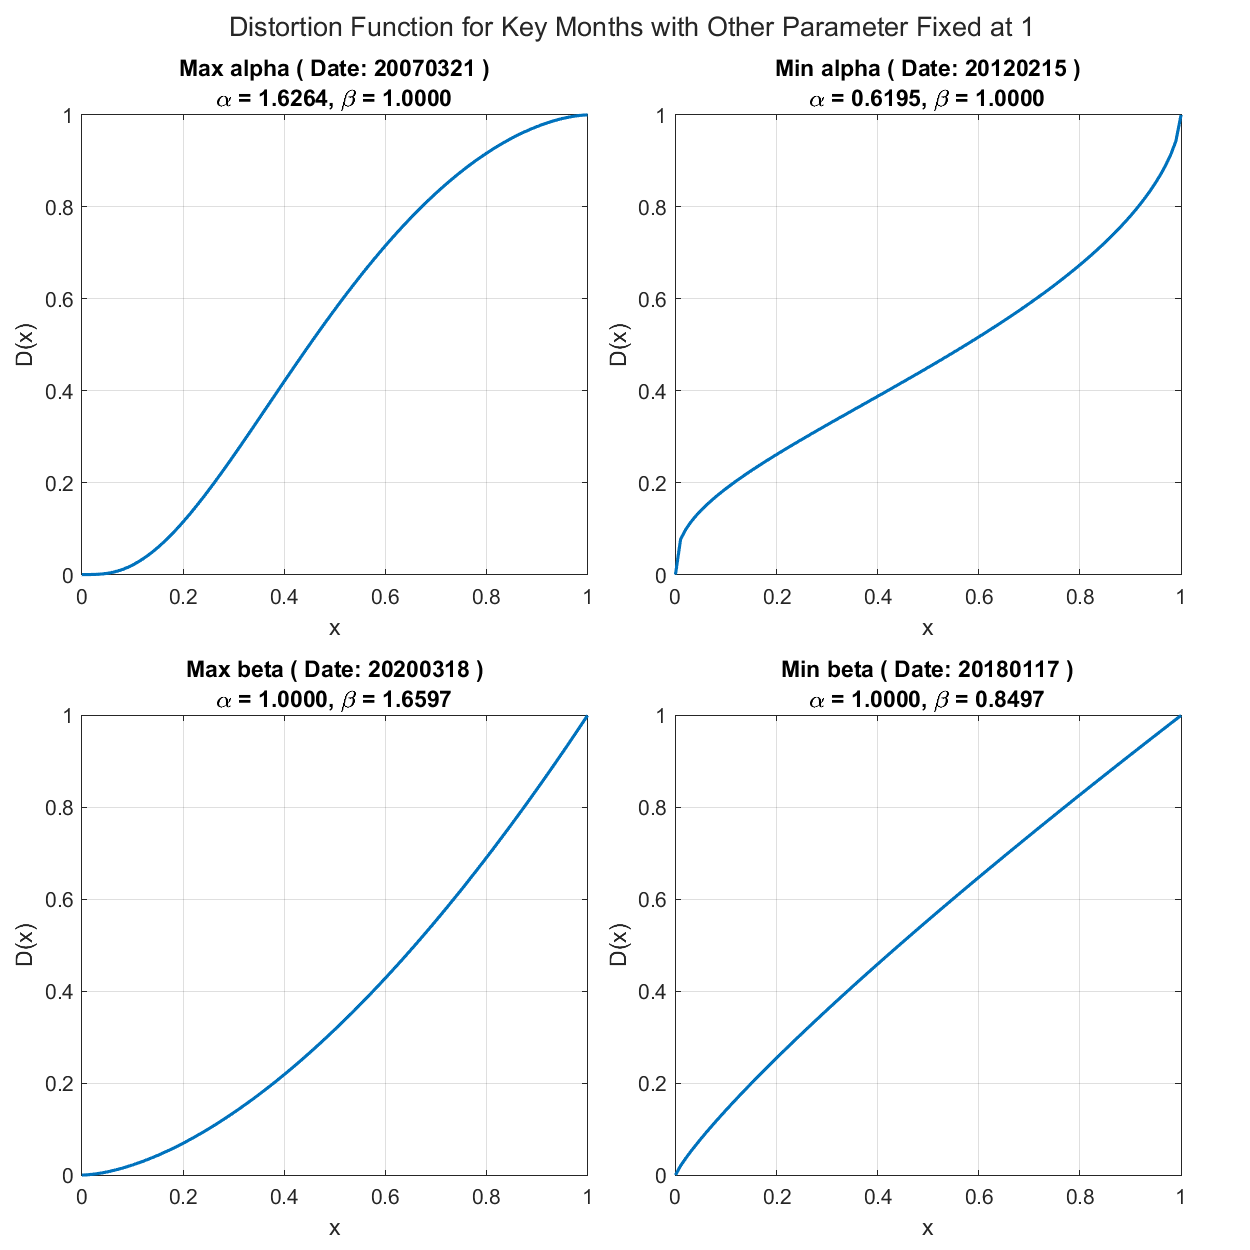 Distortion Function for Key Months with Other Parameter Fixed at 1
Max alpha ( Date: 20070321 )
α = 1.6264, β = 1.0000
1
0.8
0.6
0.4
0.2
0
D(x)
0 0.2 0.4 0.6 0.8 1
x
Min alpha ( Date: 20120215 )
α = 0.6195, β = 1.0000
1
0.8
0.6
0.4
0.2
0
D(x)
0 0.2 0.4 0.6 0.8 1
x
Max beta ( Date: 20200318 )
α = 1.0000, β = 1.6597
1
0.8
0.6
0.4
0.2
0
D(x)
0 0.2 0.4 0.6 0.8 1
x
Min beta ( Date: 20180117 )
α = 1.0000, β = 0.8497
1
0.8
0.6
0.4
0.2
0
D(x)
0 0.2 0.4 0.6 0.8 1
x